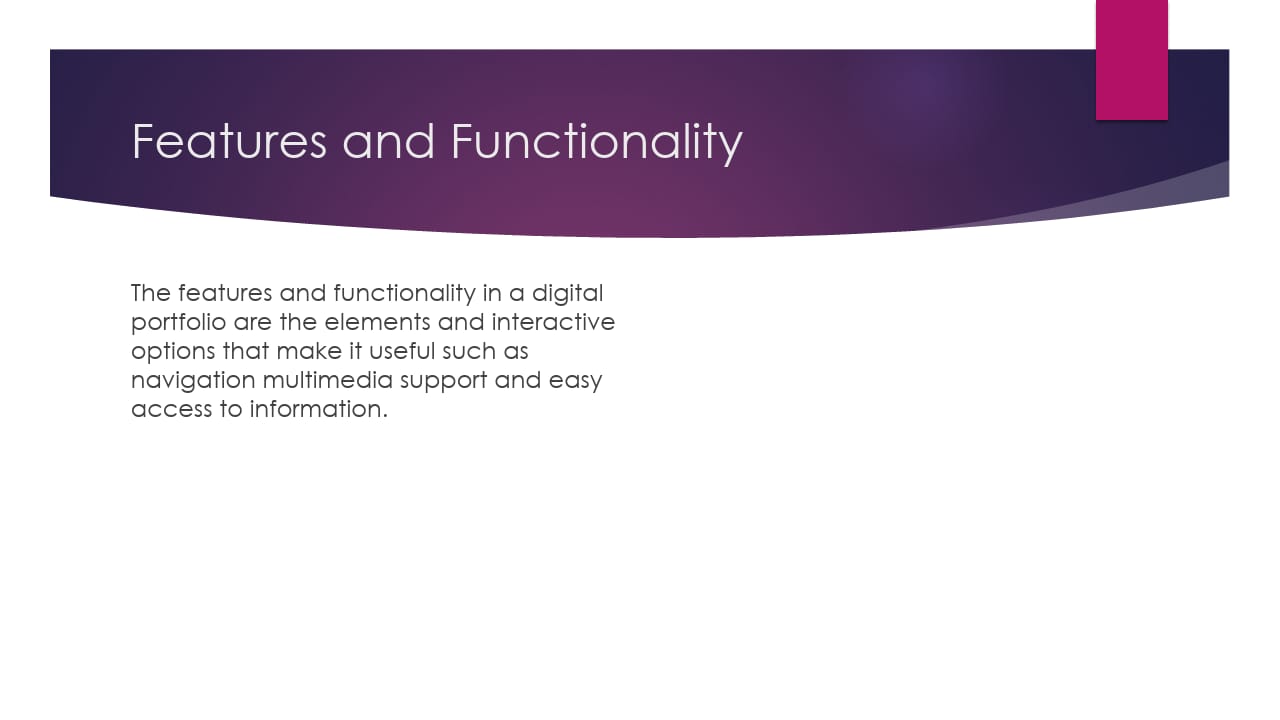 Features and Functionality
The features and functionality in a digital
portfolio are the elements and interactive
options that make it useful such as
navigation multimedia support and easy
access to information.